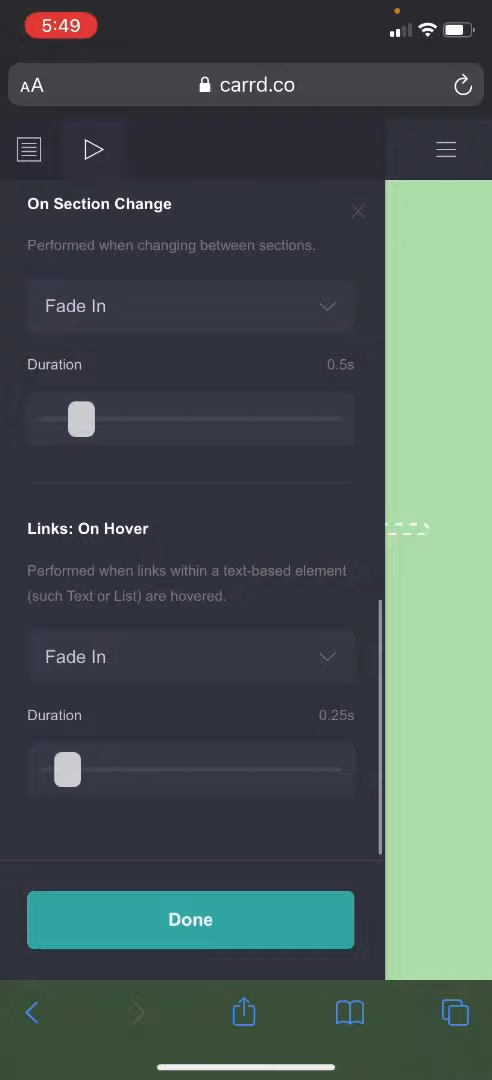 5:49
AA
carrd.co
On Section Change
Performed when changing between sections.
Fade In
Duration 0.5s
Links: On Hover
Performed when links within a text-based element
(such Text or List) are hovered.
Fade In
Duration 0.25s
Done